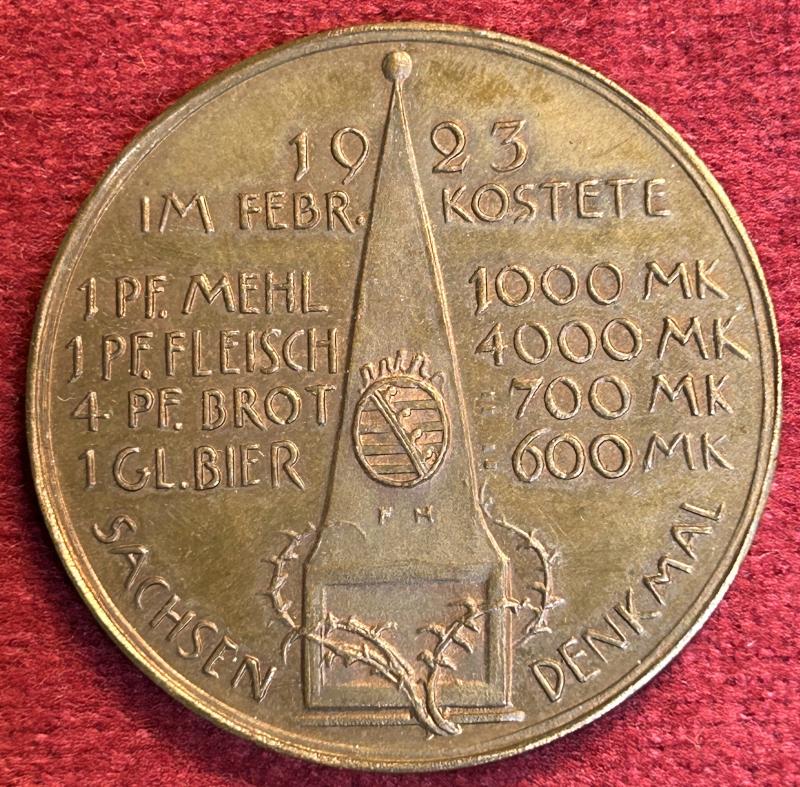 1923
IM FEBR. KOSTETE
1 PF. MEHL 1000 MK
1 PF. FLEISCH 4000 MK
4 PF. BROT = 700 MK
1 GL. BIER = 600 MK
F H
SACHSEN DENKMAL